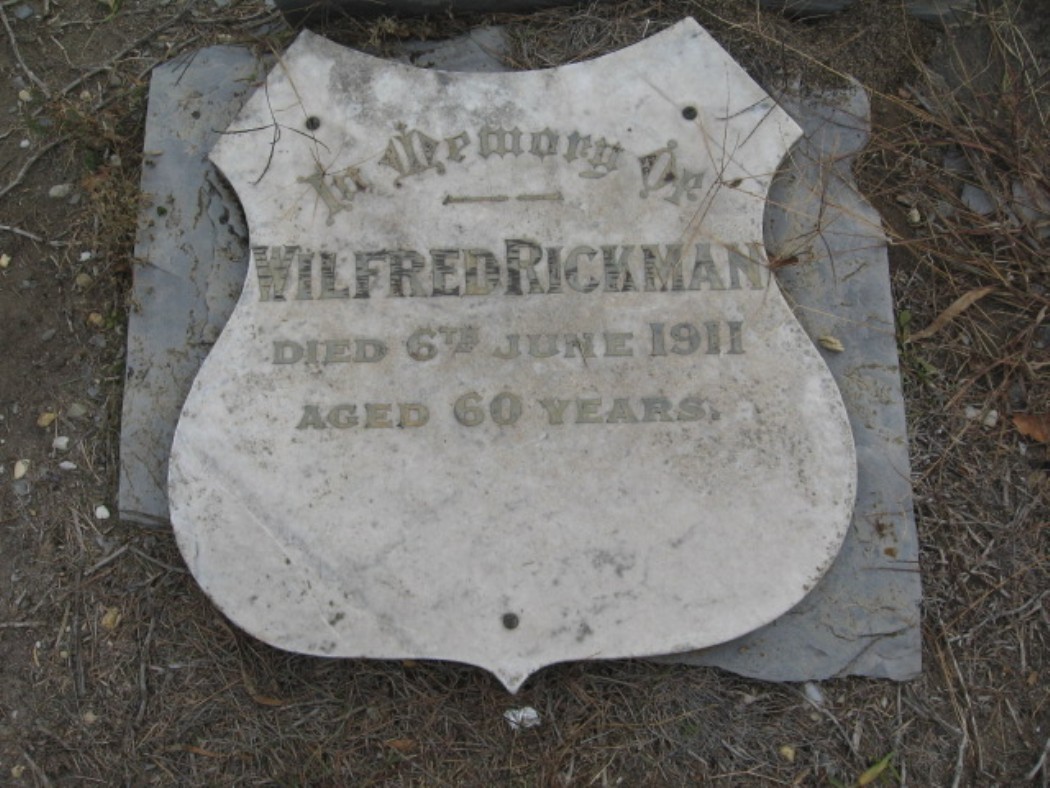 In Memory Of
WILFRED RICKMAN
DIED 6TH JUNE 1911
AGED 60 YEARS.